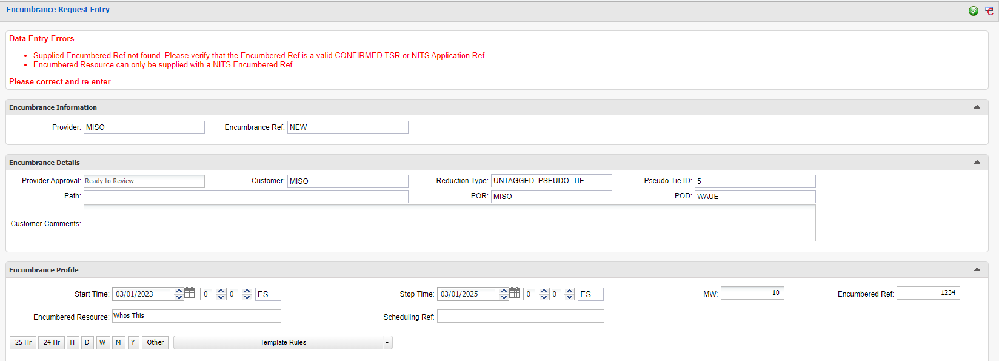 Encumbrance Request Entry
Data Entry Errors
Supplied Encumbered Ref not found. Please verify that the Encumbered Ref is a valid CONFIRMED TSR or NITS Application Ref.
Encumbered Resource can only be supplied with a NITS Encumbered Ref.
Please correct and re-enter
Encumbrance Information
Provider: MISO Encumbrance Ref: NEW
Encumbrance Details
Provider Approval: Ready to Review Customer: MISO Reduction Type: UNTAGGED_PSEUDO_TIE Pseudo-Tie ID: 5
Path: POR: MISO POD: WAUE
Customer Comments:
Encumbrance Profile
Start Time: 03/01/2023 0 0 ES Stop Time: 03/01/2025 0 0 ES MW: 10 Encumbered Ref: 1234
Encumbered Resource: Whos This Scheduling Ref:
25 Hr 24 Hr H D W M Y Other Template Rules